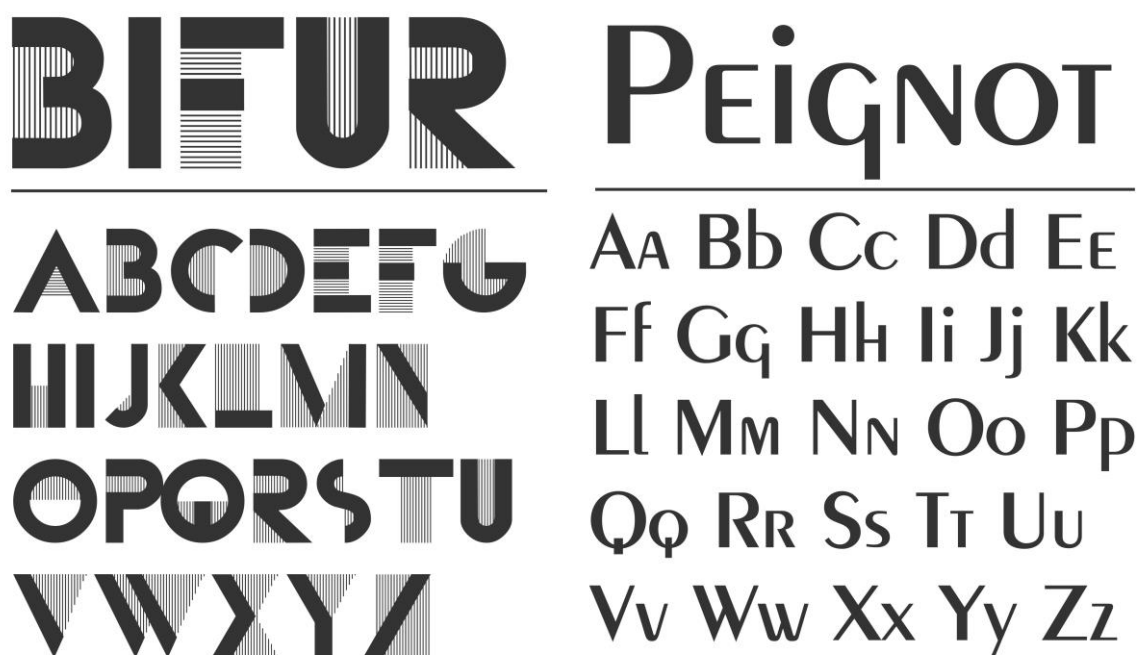 BIFUR
ABCDEFG
HIJKLMN
OPQRSTU
VWXYZ
Peignot
Aa Bb Cc Dd Ee
Ff Gg Hh Ii Jj Kk
Ll Mm Nn Oo Pp
Qq Rr Ss Tt Uu
Vv Ww Xx Yy Zz